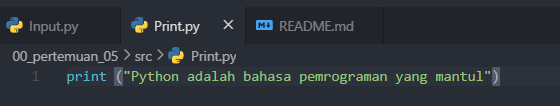 Input.py Print.py × README.md
00_pertemuan_05 > src > Print.py
1 print ("Python adalah bahasa pemrograman yang mantul")